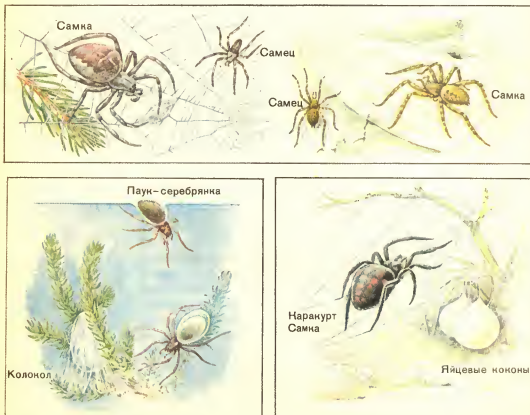 Самка
Самец
Самец
Самка
Паук-серебрянка
Колокол
Каракурт
Самка
Яйцевые коконы